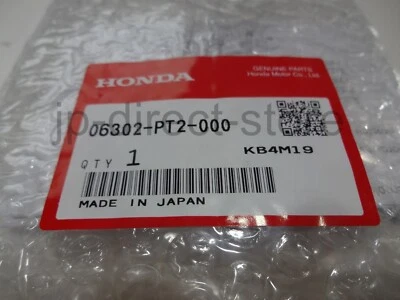 HONDA
GENUINE PARTS
Honda Motor Co., Ltd.
jp-direct-store
06302-PT2-000
QTY 1
KB4M19
MADE IN JAPAN